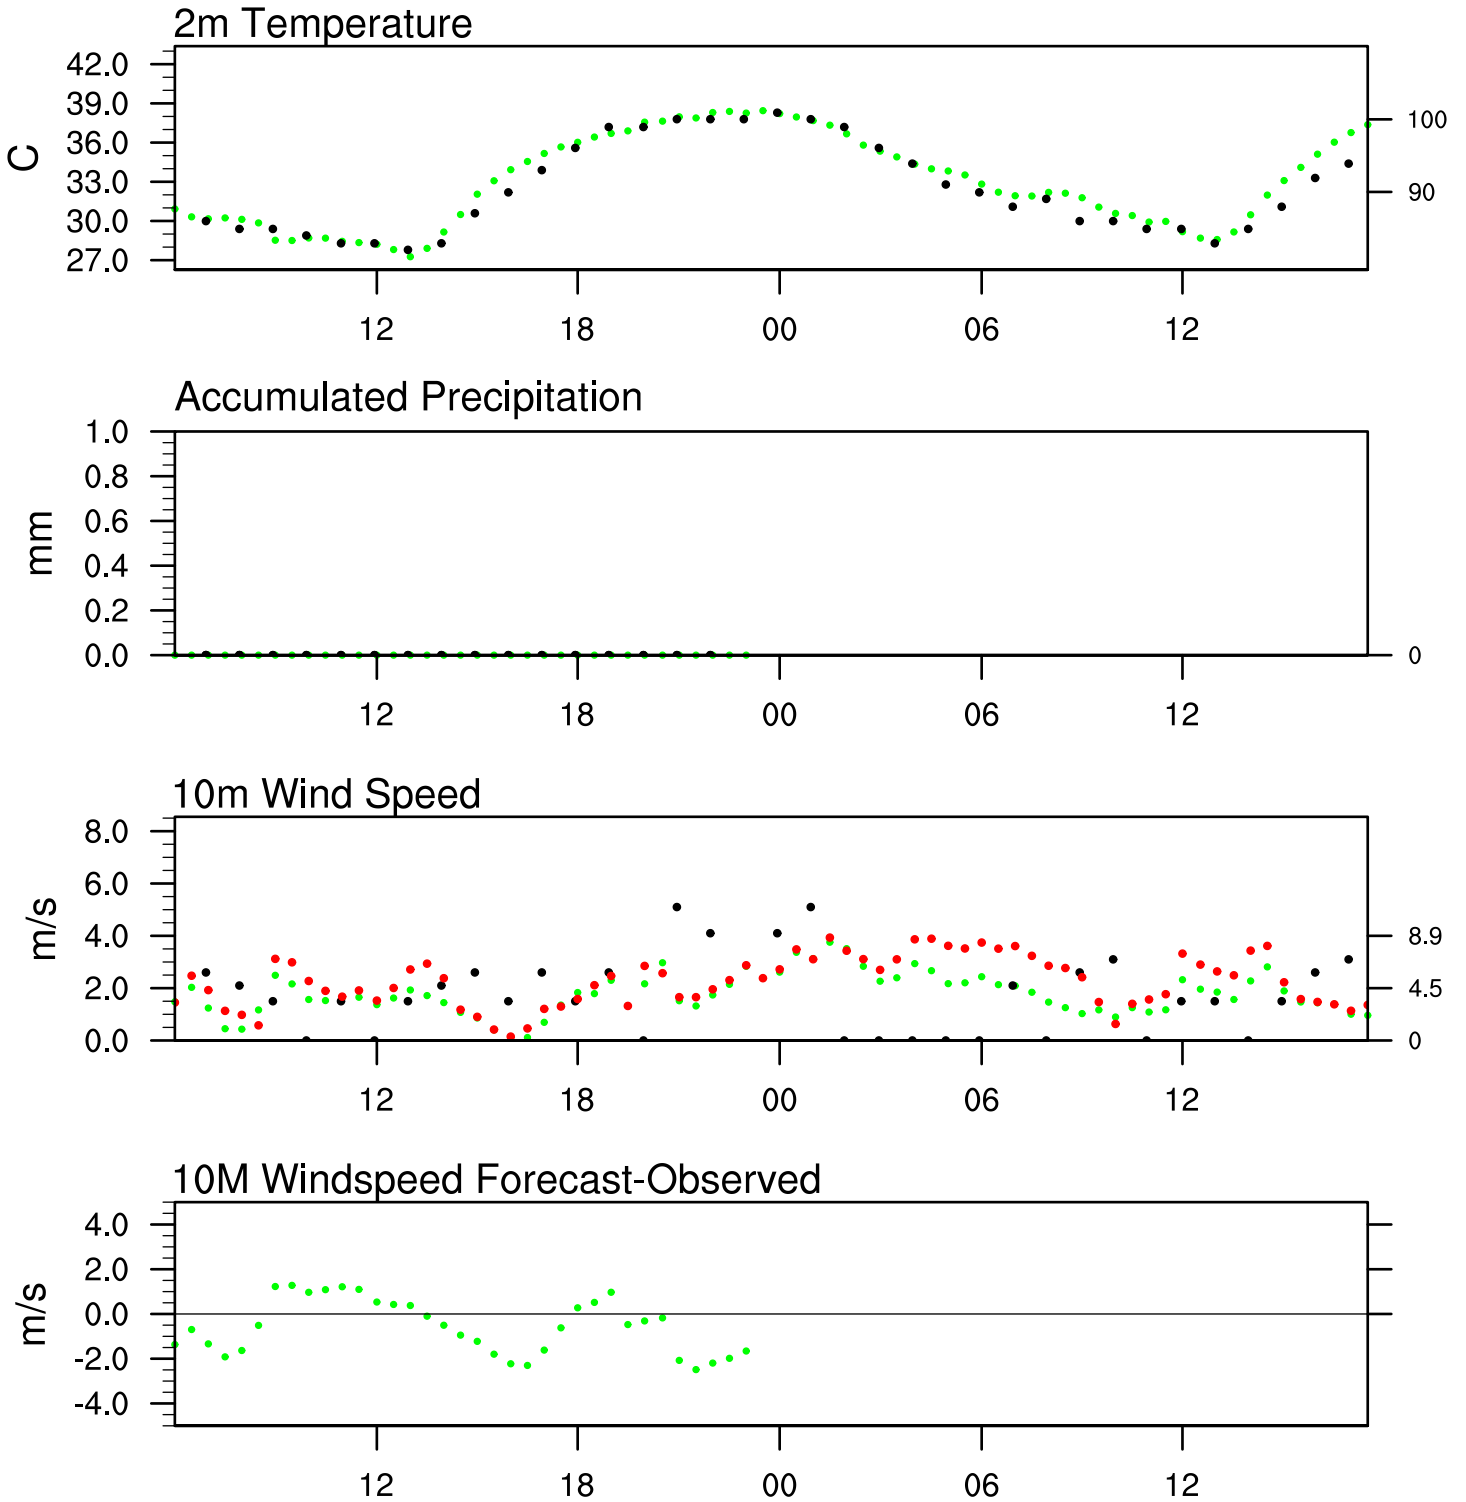 2m Temperature
42.0
39.0
36.0
33.0
30.0
27.0
C
100
90
12 18 00 06 12
Accumulated Precipitation
1.0
0.8
0.6
0.4
0.2
0.0
mm
0
12 18 00 06 12
10m Wind Speed
8.0
6.0
4.0
2.0
0.0
m/s
8.9
4.5
0
12 18 00 06 12
10M Windspeed Forecast-Observed
4.0
2.0
0.0
-2.0
-4.0
m/s
12 18 00 06 12